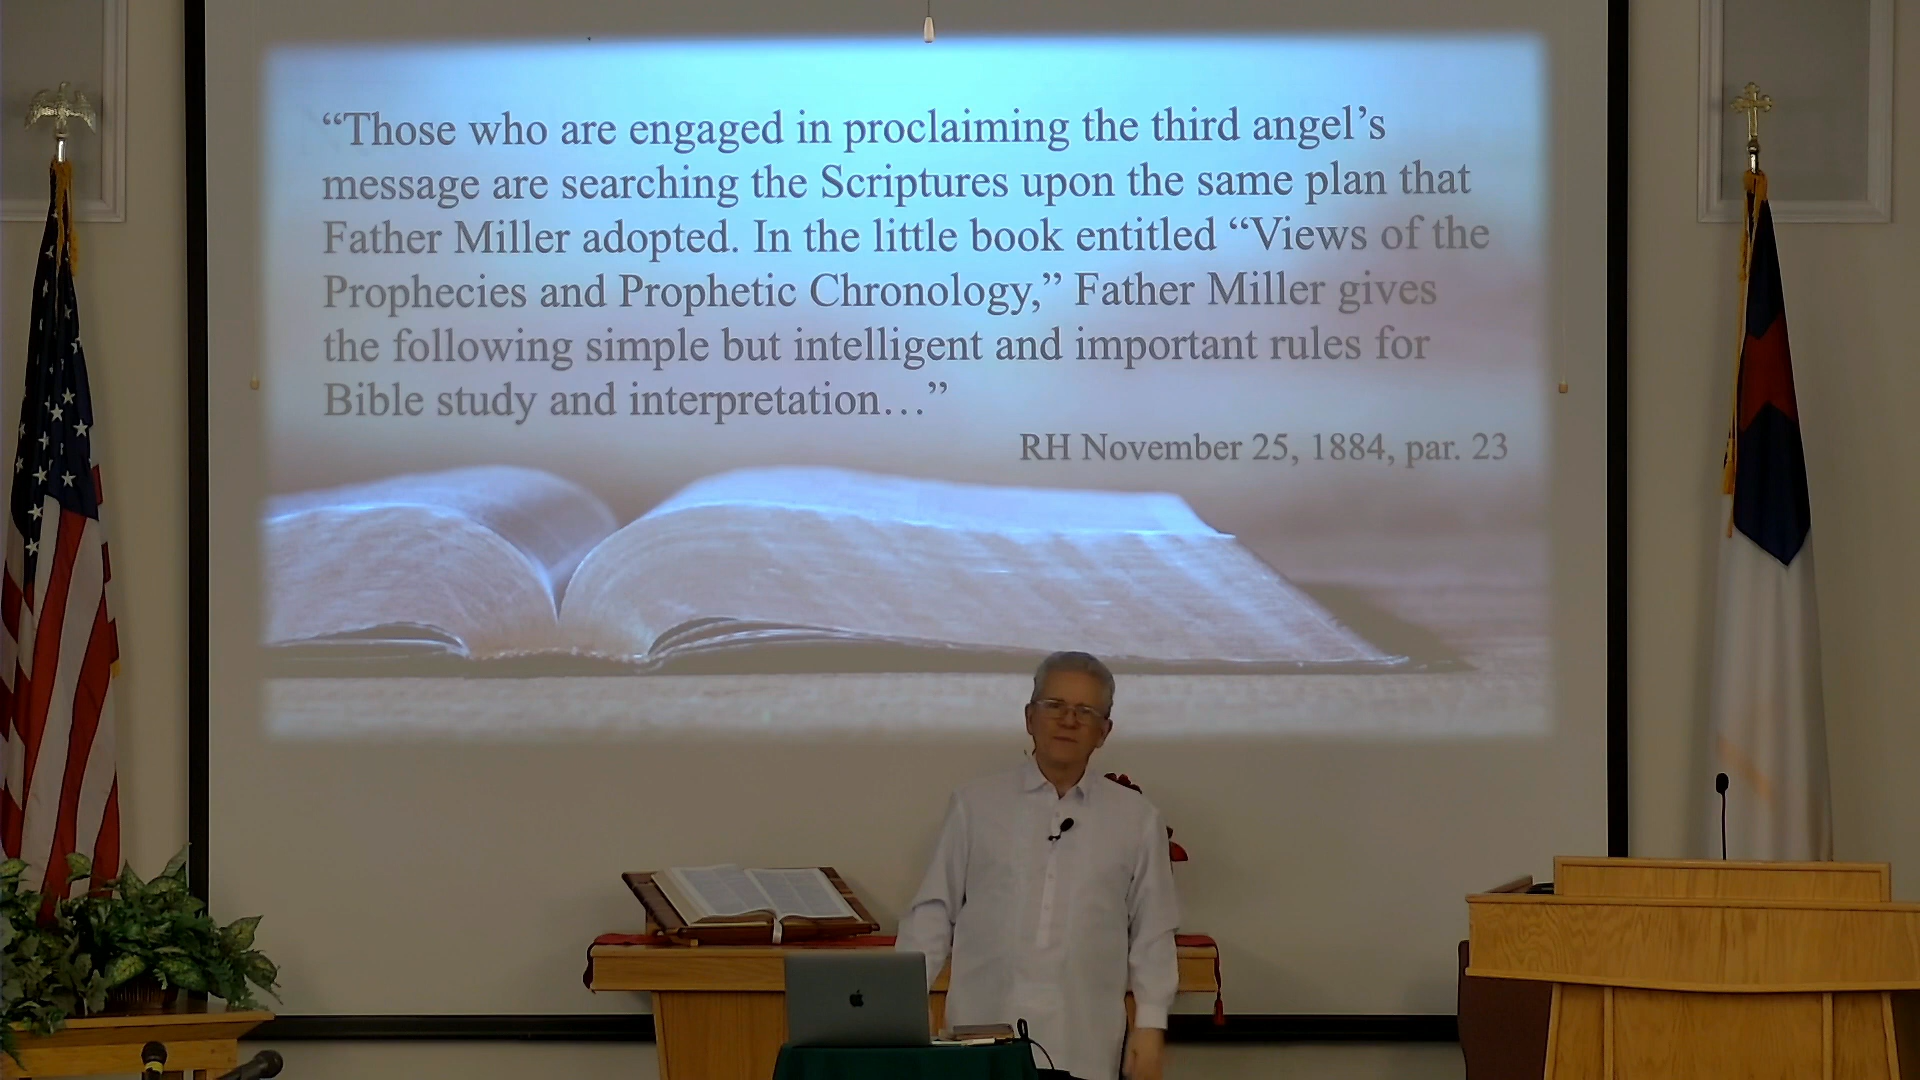 “Those who are engaged in proclaiming the third angel’s
message are searching the Scriptures upon the same plan that
Father Miller adopted. In the little book entitled “Views of the
Prophecies and Prophetic Chronology,” Father Miller gives
the following simple but intelligent and important rules for
Bible study and interpretation…”
RH November 25, 1884, par. 23